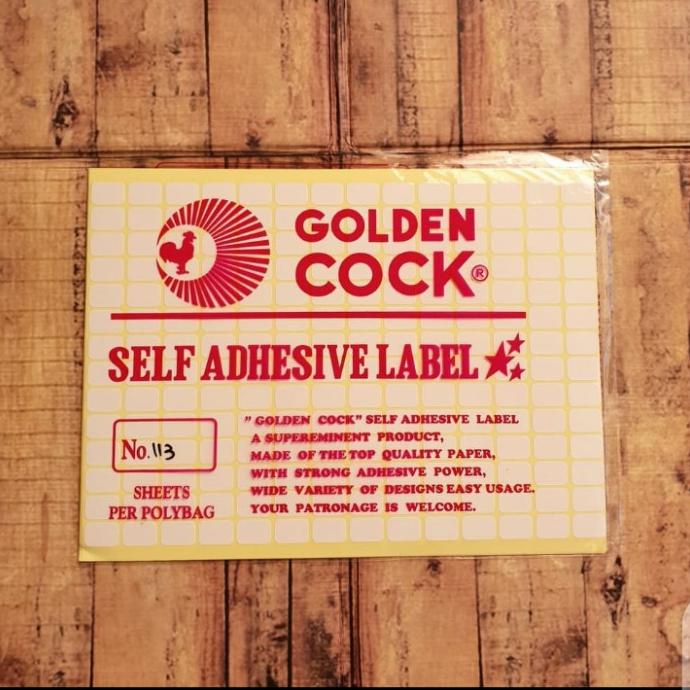 GOLDEN
COCK®
SELF ADHESIVE LABEL
No. 113
SHEETS
PER POLYBAG
"GOLDEN COCK" SELF ADHESIVE LABEL
A SUPEREMINENT PRODUCT,
MADE OF THE TOP QUALITY PAPER,
WITH STRONG ADHESIVE POWER,
WIDE VARIETY OF DESIGNS EASY USAGE.
YOUR PATRONAGE IS WELCOME.